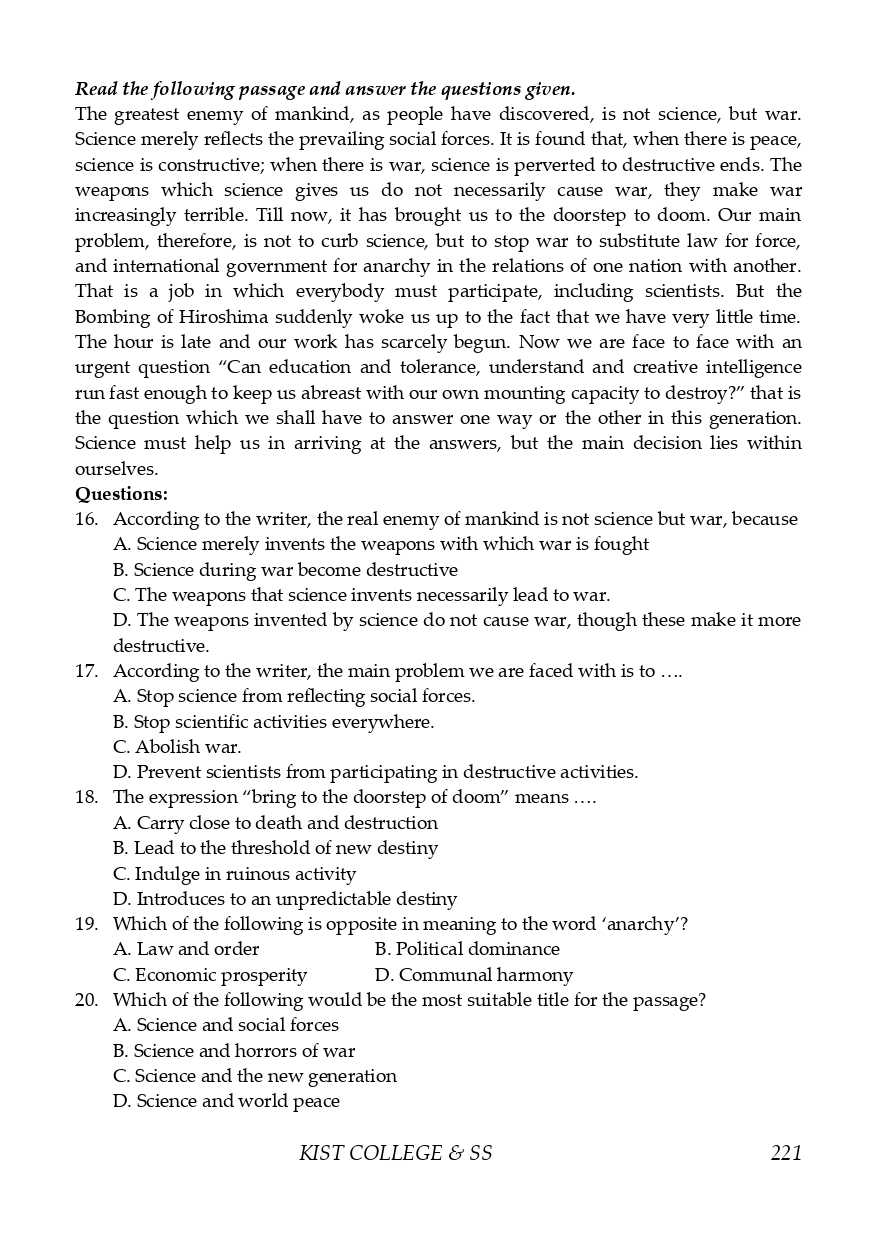 Read the following passage and answer the questions given.
The greatest enemy of mankind, as people have discovered, is not science, but war.
Science merely reflects the prevailing social forces. It is found that, when there is peace,
science is constructive; when there is war, science is perverted to destructive ends. The
weapons which science gives us do not necessarily cause war, they make war
increasingly terrible. Till now, it has brought us to the doorstep to doom. Our main
problem, therefore, is not to curb science, but to stop war to substitute law for force,
and international government for anarchy in the relations of one nation with another.
That is a job in which everybody must participate, including scientists. But the
Bombing of Hiroshima suddenly woke us up to the fact that we have very little time.
The hour is late and our work has scarcely begun. Now we are face to face with an
urgent question “Can education and tolerance, understand and creative intelligence
run fast enough to keep us abreast with our own mounting capacity to destroy?” that is
the question which we shall have to answer one way or the other in this generation.
Science must help us in arriving at the answers, but the main decision lies within
ourselves.
Questions:
16. According to the writer, the real enemy of mankind is not science but war, because
A. Science merely invents the weapons with which war is fought
B. Science during war become destructive
C. The weapons that science invents necessarily lead to war.
D. The weapons invented by science do not cause war, though these make it more
destructive.
17. According to the writer, the main problem we are faced with is to ….
A. Stop science from reflecting social forces.
B. Stop scientific activities everywhere.
C. Abolish war.
D. Prevent scientists from participating in destructive activities.
18. The expression “bring to the doorstep of doom” means ….
A. Carry close to death and destruction
B. Lead to the threshold of new destiny
C. Indulge in ruinous activity
D. Introduces to an unpredictable destiny
19. Which of the following is opposite in meaning to the word ‘anarchy’?
A. Law and order B. Political dominance
C. Economic prosperity D. Communal harmony
20. Which of the following would be the most suitable title for the passage?
A. Science and social forces
B. Science and horrors of war
C. Science and the new generation
D. Science and world peace
KIST COLLEGE & SS 221